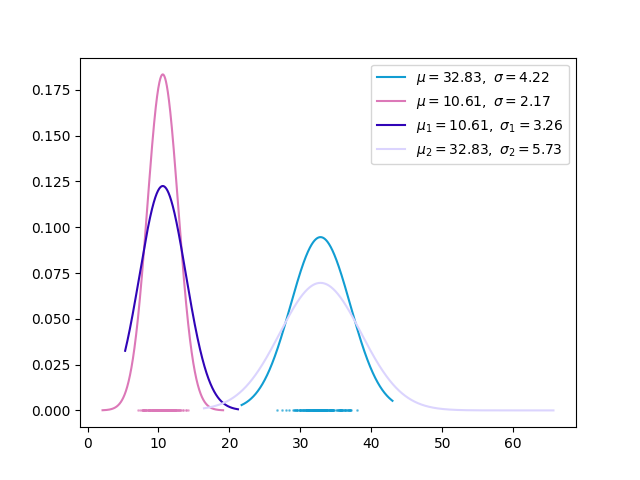 μ = 32.83, σ = 4.22
μ = 10.61, σ = 2.17
μ₁ = 10.61, σ₁ = 3.26
μ₂ = 32.83, σ₂ = 5.73
0.175
0.150
0.125
0.100
0.075
0.050
0.025
0.000
0 10 20 30 40 50 60